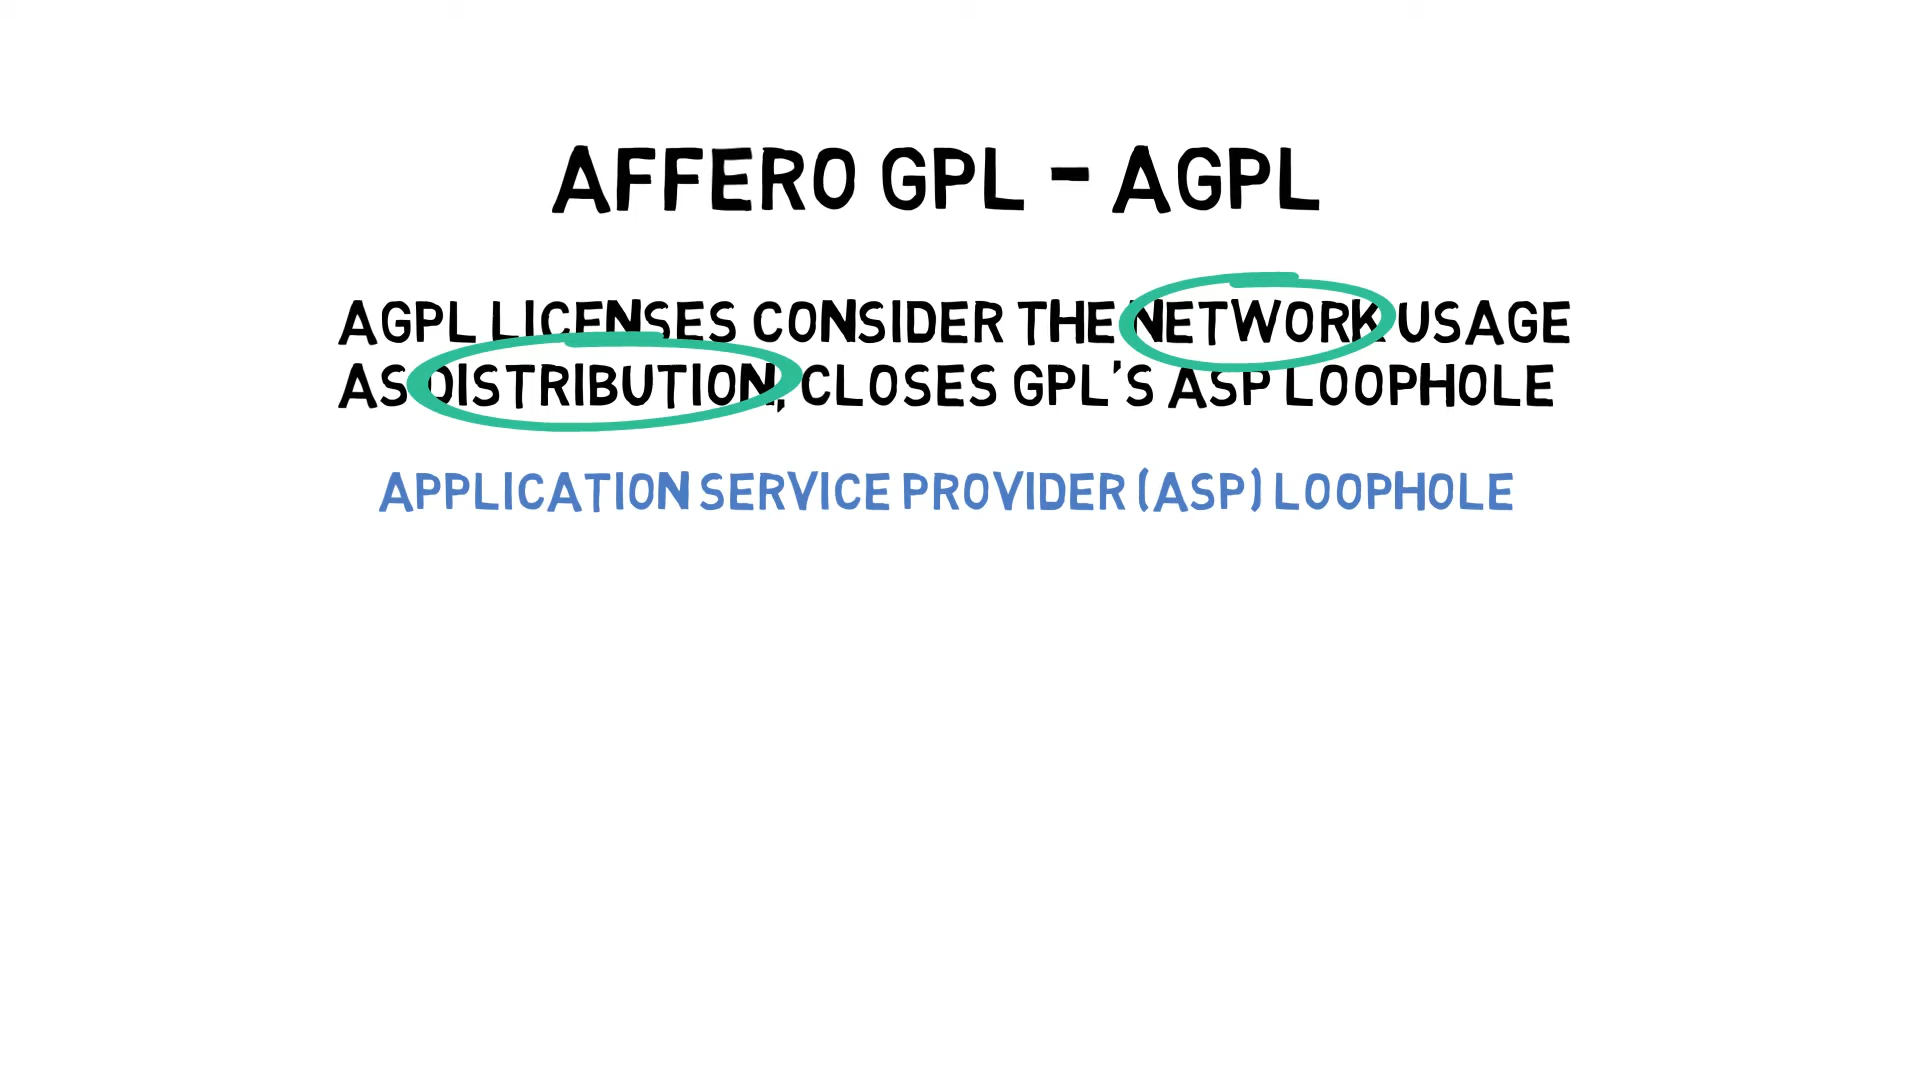 AFFERO GPL - AGPL
AGPL LICENSES CONSIDER THE NETWORK USAGE
AS DISTRIBUTION, CLOSES GPL'S ASP LOOPHOLE
APPLICATION SERVICE PROVIDER (ASP) LOOPHOLE